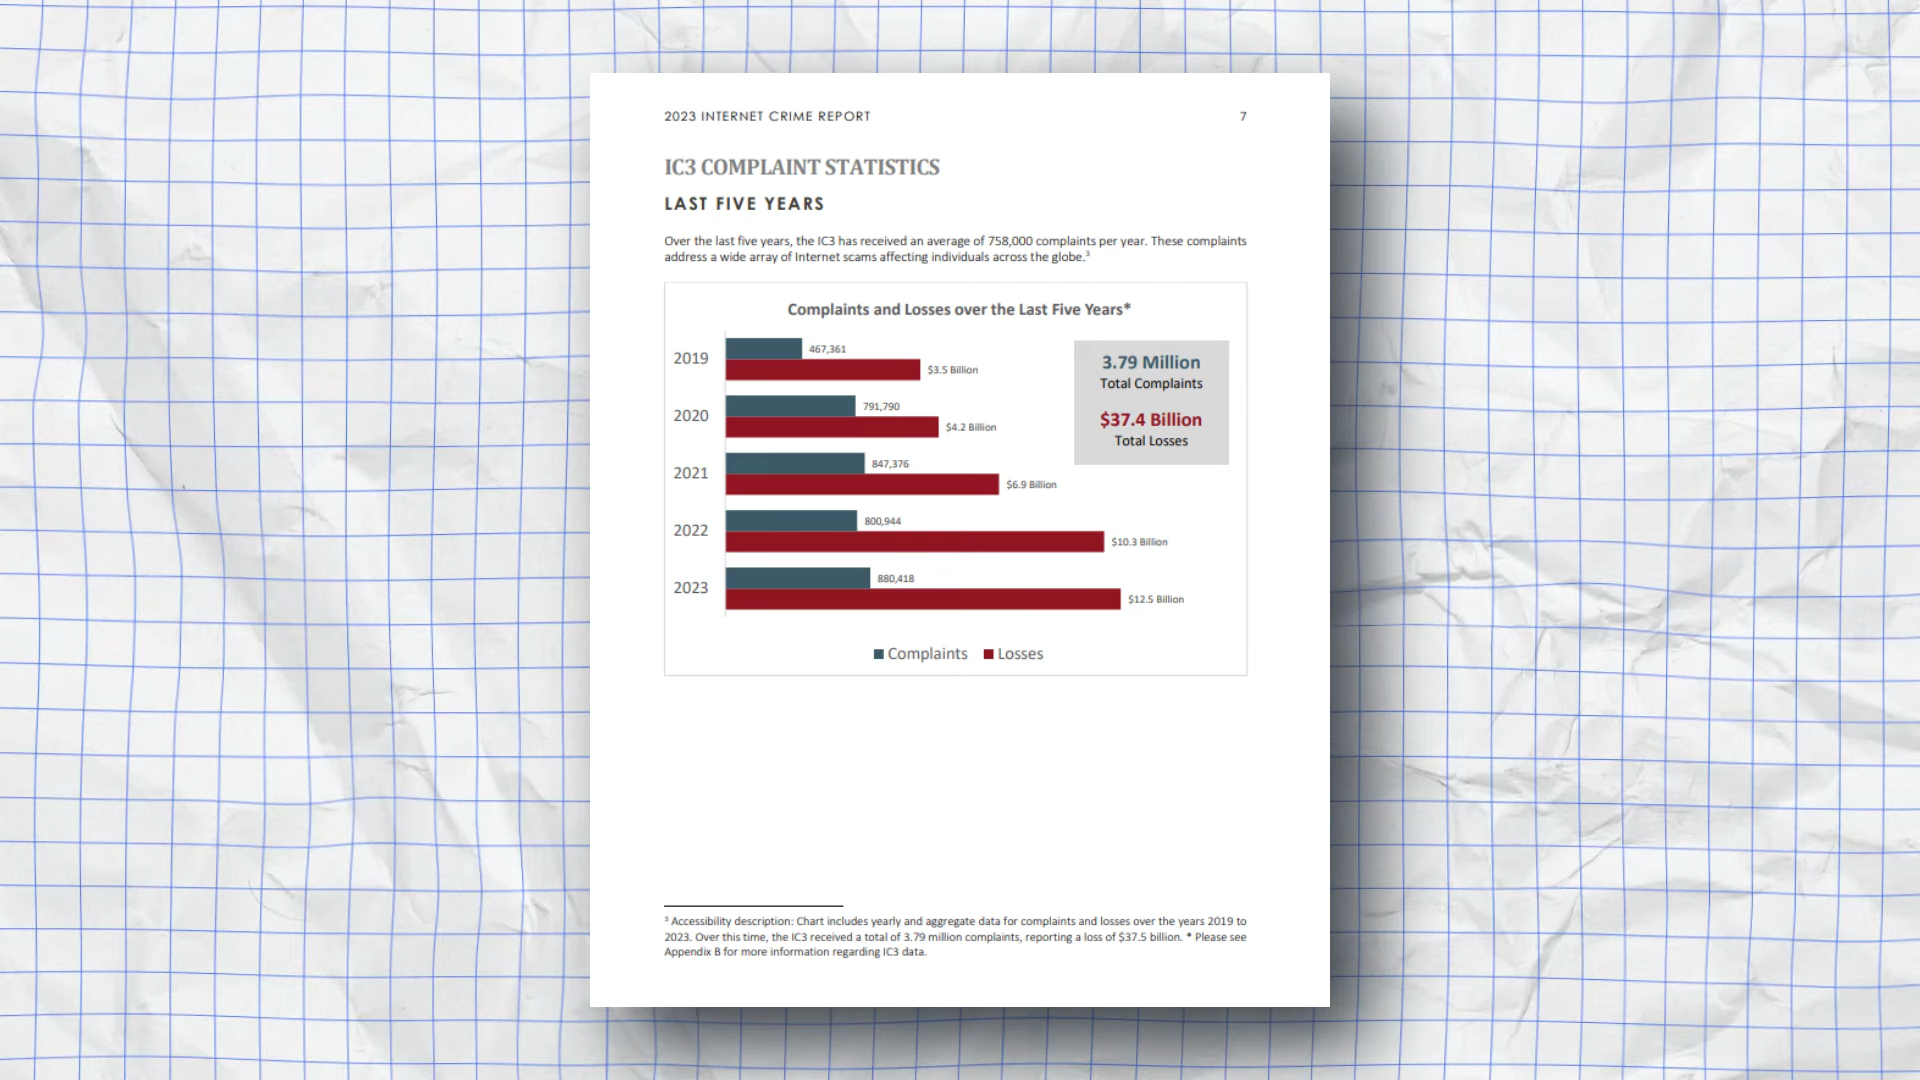 2023 INTERNET CRIME REPORT 7
IC3 COMPLAINT STATISTICS
LAST FIVE YEARS
Over the last five years, the IC3 has received an average of 758,000 complaints per year. These complaints
address a wide array of Internet scams affecting individuals across the globe.³
Complaints and Losses over the Last Five Years*
2019
467,361
$3.5 Billion
2020
791,790
$4.2 Billion
2021
847,376
$6.9 Billion
2022
800,944
$10.3 Billion
2023
880,418
$12.5 Billion
3.79 Million
Total Complaints
$37.4 Billion
Total Losses
Complaints Losses
³ Accessibility description: Chart includes yearly and aggregate data for complaints and losses over the years 2019 to
2023. Over this time, the IC3 received a total of 3.79 million complaints, reporting a loss of $37.5 billion. * Please see
Appendix B for more information regarding IC3 data.